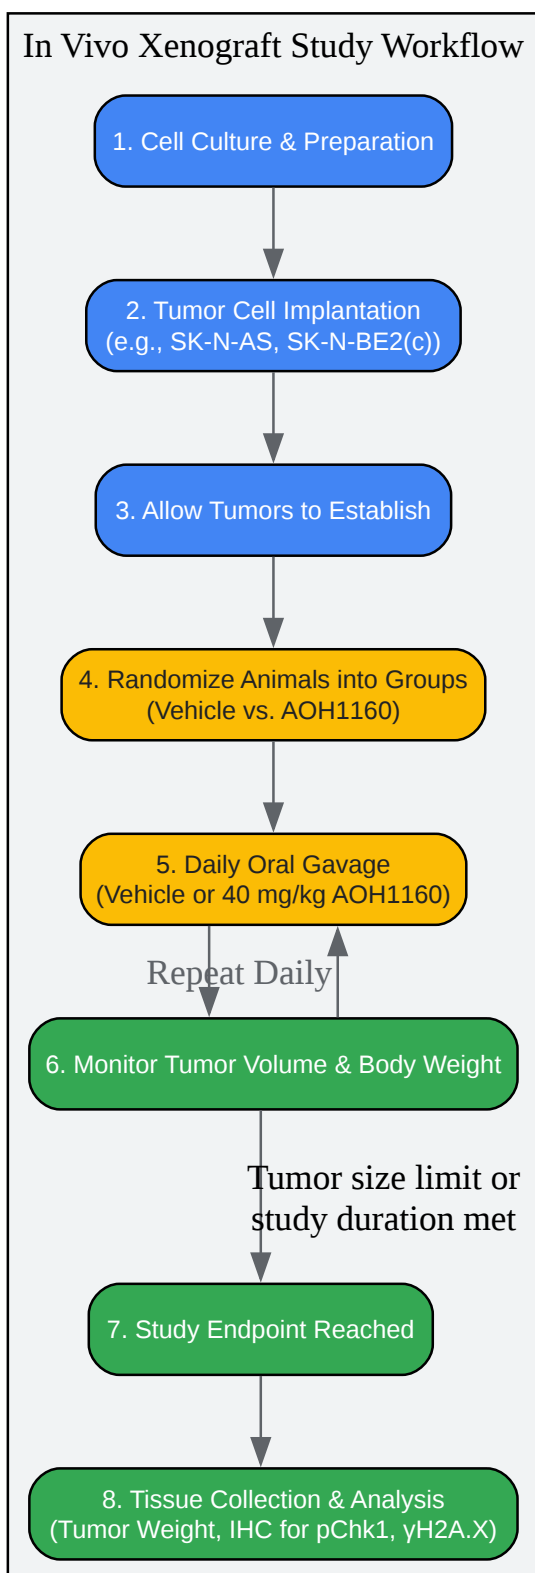 In Vivo Xenograft Study Workflow
1. Cell Culture & Preparation
2. Tumor Cell Implantation
(e.g., SK-N-AS, SK-N-BE2(c))
3. Allow Tumors to Establish
4. Randomize Animals into Groups
(Vehicle vs. AOH1160)
5. Daily Oral Gavage
(Vehicle or 40 mg/kg AOH1160)
Repeat Daily
6. Monitor Tumor Volume & Body Weight
Tumor size limit or
study duration met
7. Study Endpoint Reached
8. Tissue Collection & Analysis
(Tumor Weight, IHC for pChk1, γH2A.X)